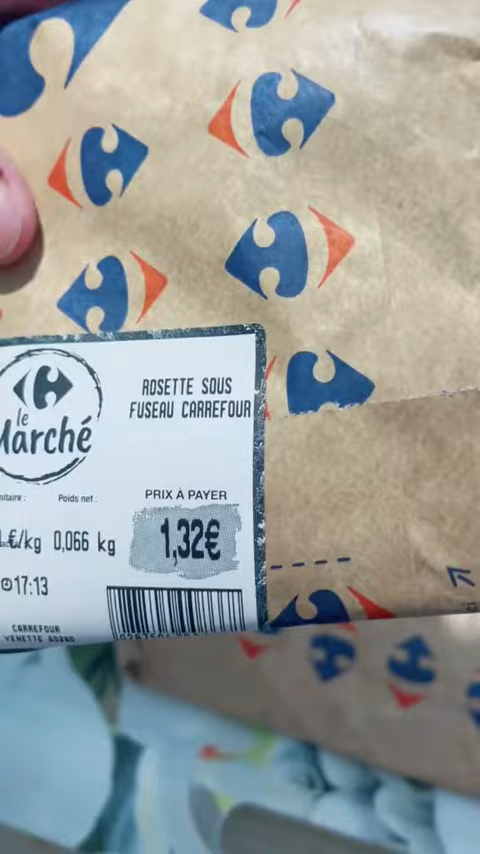 le
Marché
ROSETTE SOUS
FUSEAU CARREFOUR
Poids net :
PRIX À PAYER
€/kg 0,066 kg
1,32€
17:13
CARREFOUR
VENETTE